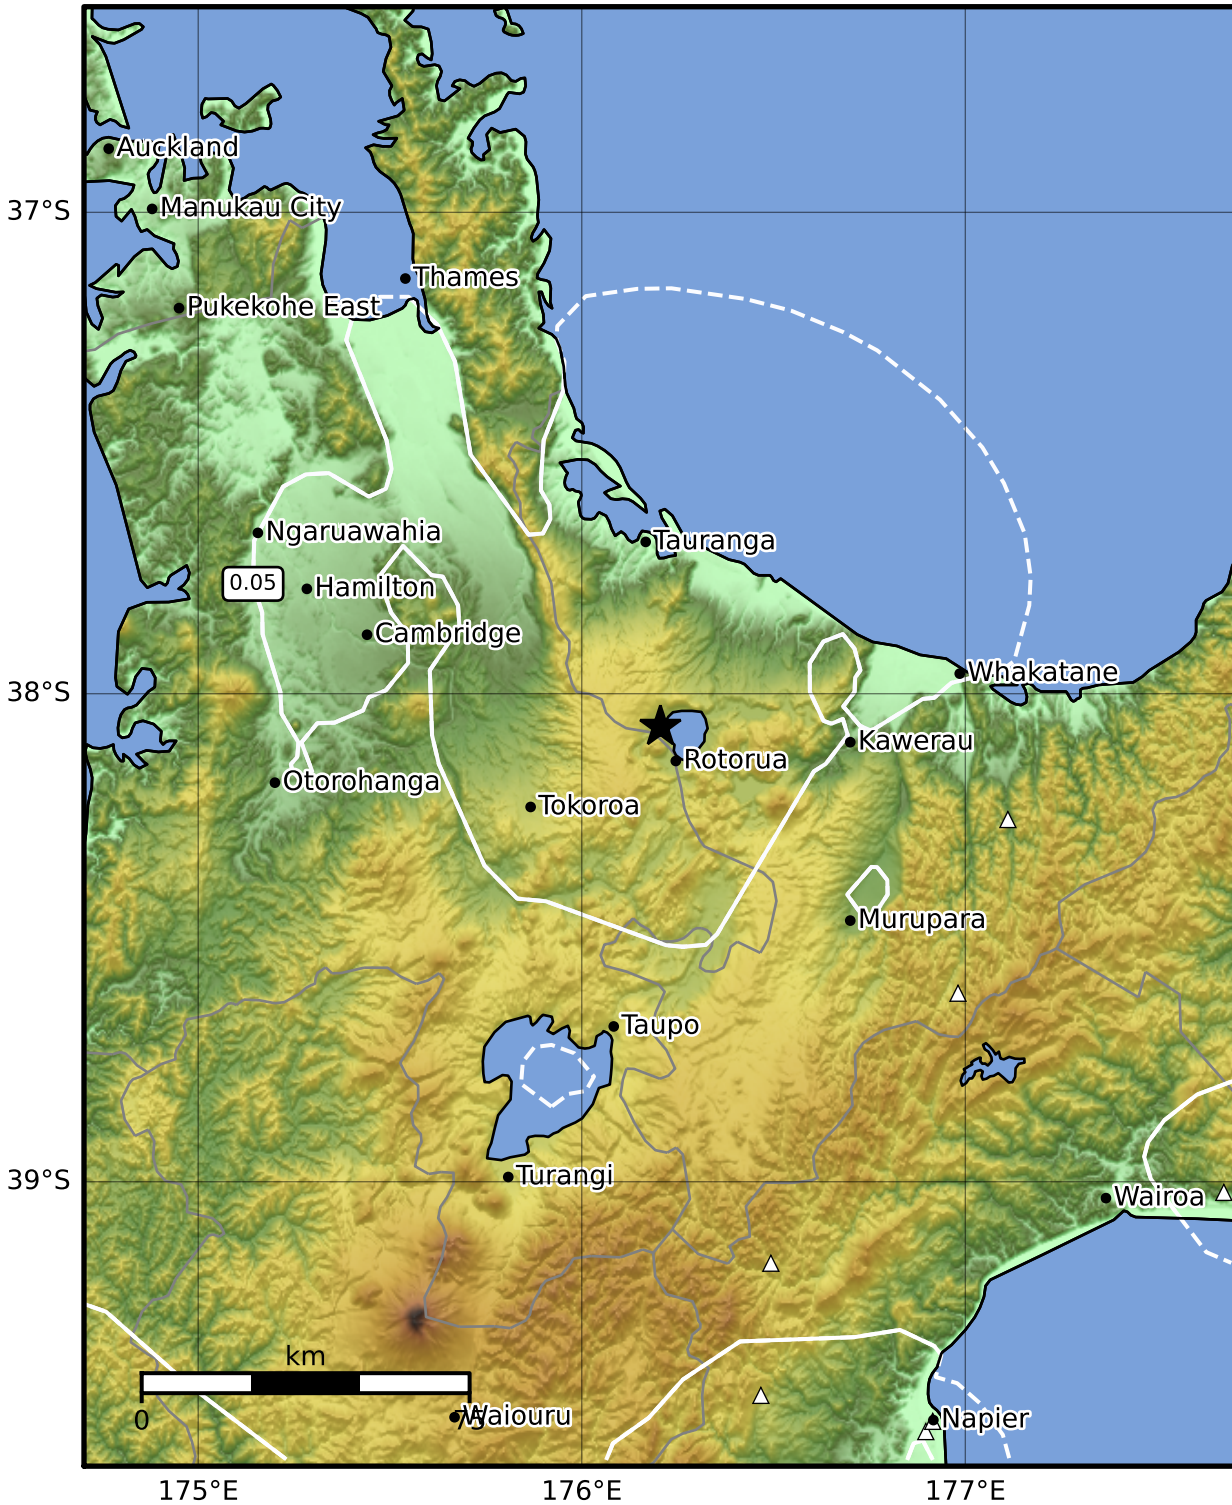 Auckland
Manukau City
37°S
Thames
Pukekohe East
Ngaruawahia
Tauranga
0.05
Hamilton
Cambridge
Whakatane
38°S
Kawerau
Rotorua
Otorohanga
Tokoroa
Murupara
Taupo
Turangi
39°S
Wairoa
km
0
75
Waiouru
Napier
175°E
176°E
177°E